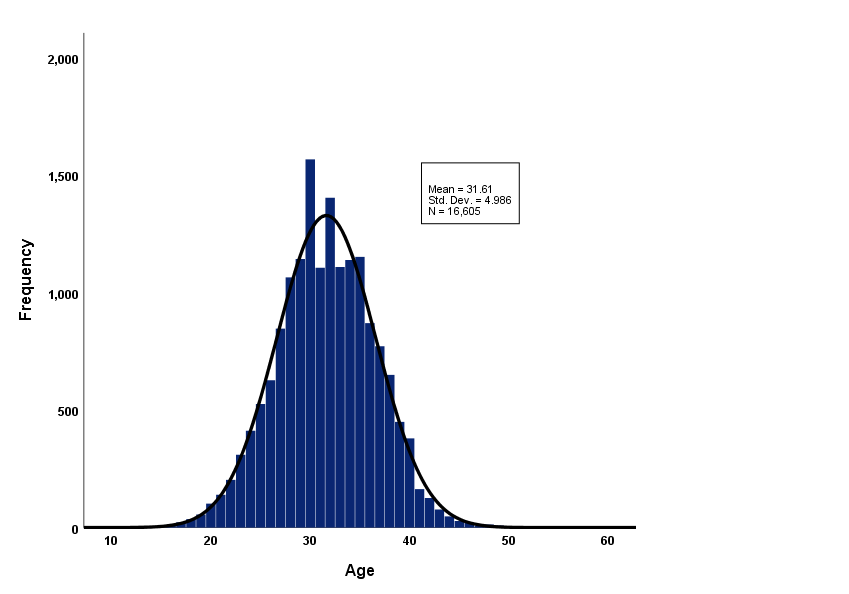 2,000
1,500
1,000
500
0
Frequency
Mean = 31.61
Std. Dev. = 4.986
N = 16,605
10 20 30 40 50 60
Age